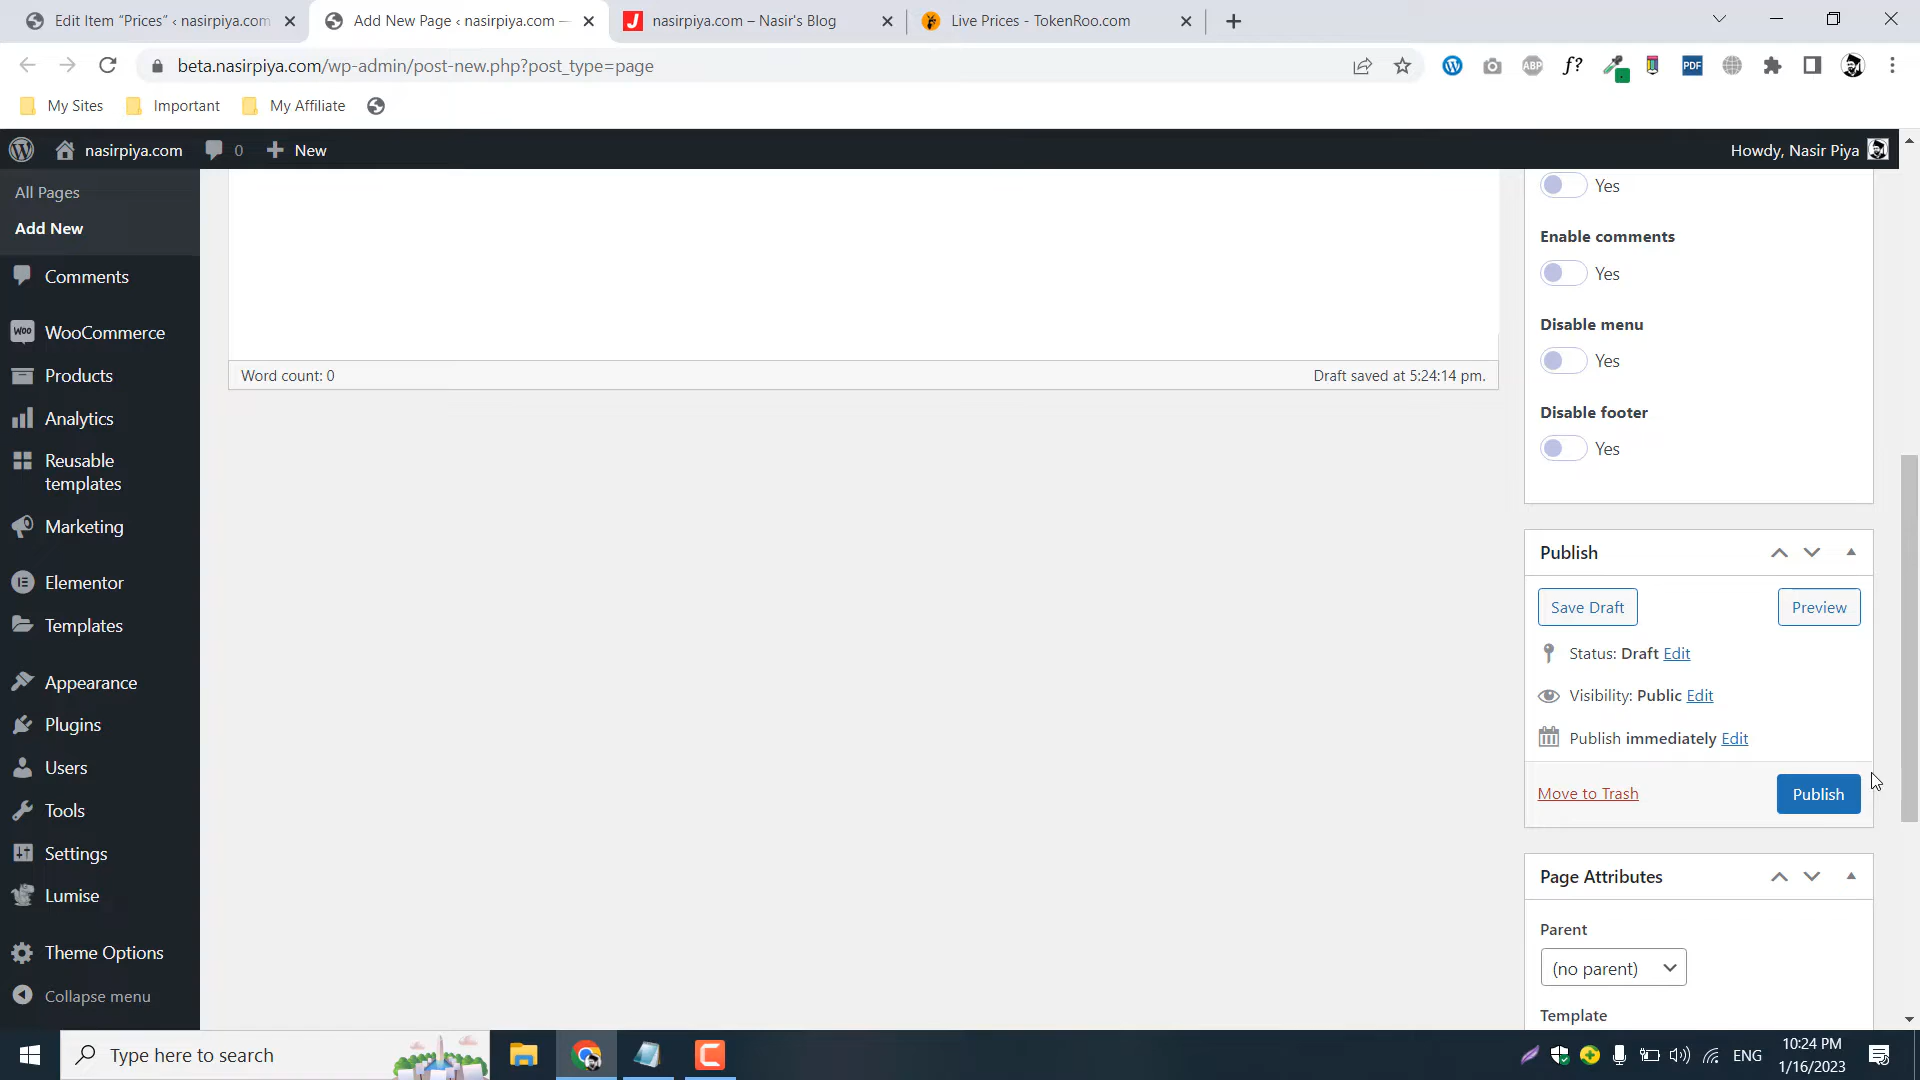 Edit Item “Prices” ‹ nasirpiya.com
Add New Page ‹ nasirpiya.com —
nasirpiya.com – Nasir's Blog
Live Prices - TokenRoo.com
beta.nasirpiya.com/wp-admin/post-new.php?post_type=page
ABP
f?
PDF
My Sites
Important
My Affiliate
nasirpiya.com
0
New
Howdy, Nasir Piya
All Pages
Add New
Comments
WooCommerce
Products
Analytics
Reusable
templates
Marketing
Elementor
Templates
Appearance
Plugins
Users
Tools
Settings
Lumise
Theme Options
Collapse menu
Word count: 0
Draft saved at 5:24:14 pm.
Yes
Enable comments
Yes
Disable menu
Yes
Disable footer
Yes
Publish
Save Draft
Preview
Status: Draft Edit
Visibility: Public Edit
Publish immediately Edit
Move to Trash
Publish
Page Attributes
Parent
(no parent)
Template
Type here to search
ENG
10:24 PM
1/16/2023